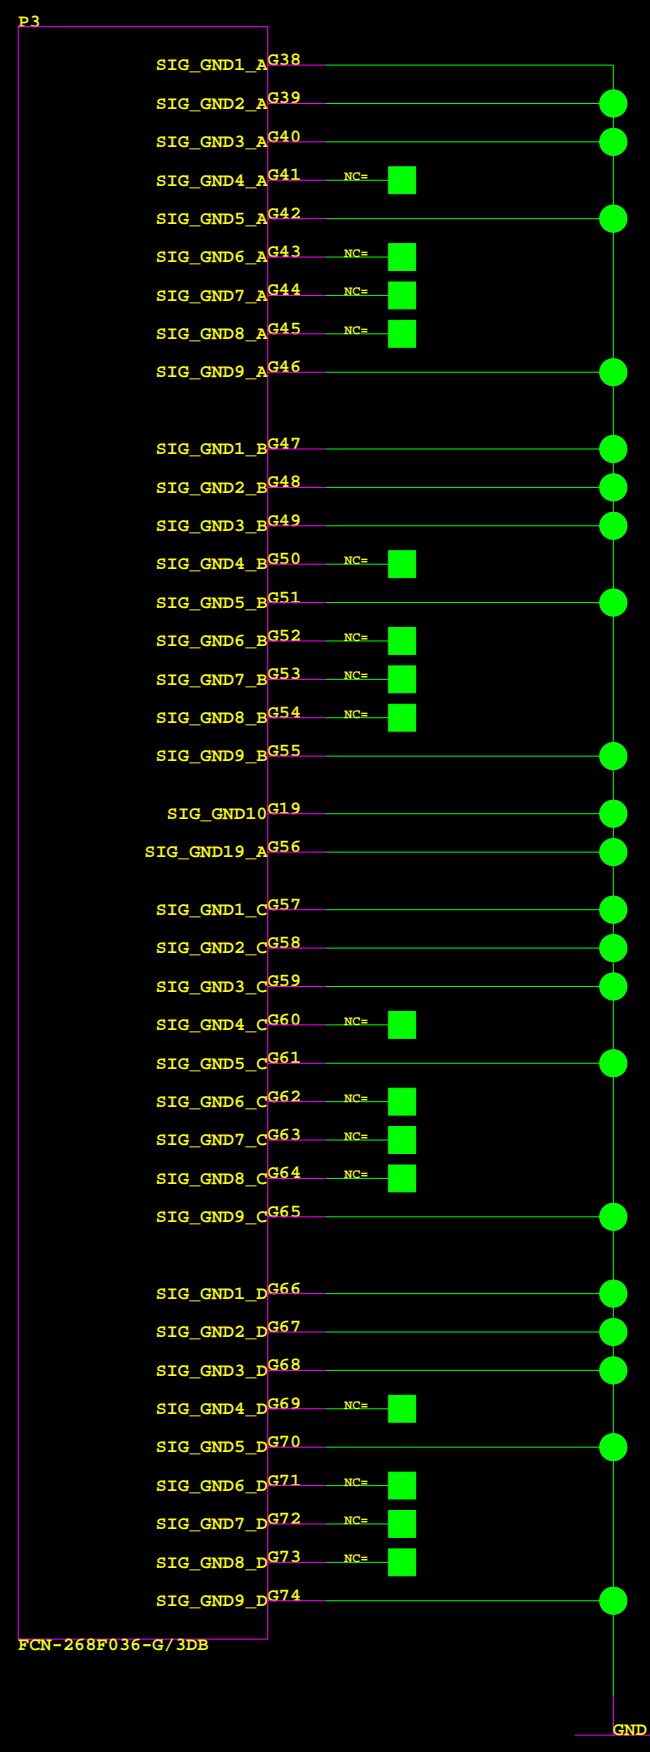 P3
SIG_GND1_A G38
SIG_GND2_A G39
SIG_GND3_A G40
SIG_GND4_A G41 NC=
SIG_GND5_A G42
SIG_GND6_A G43 NC=
SIG_GND7_A G44 NC=
SIG_GND8_A G45 NC=
SIG_GND9_A G46
SIG_GND1_B G47
SIG_GND2_B G48
SIG_GND3_B G49
SIG_GND4_B G50 NC=
SIG_GND5_B G51
SIG_GND6_B G52 NC=
SIG_GND7_B G53 NC=
SIG_GND8_B G54 NC=
SIG_GND9_B G55
SIG_GND10 G19
SIG_GND19_A G56
SIG_GND1_C G57
SIG_GND2_C G58
SIG_GND3_C G59
SIG_GND4_C G60 NC=
SIG_GND5_C G61
SIG_GND6_C G62 NC=
SIG_GND7_C G63 NC=
SIG_GND8_C G64 NC=
SIG_GND9_C G65
SIG_GND1_D G66
SIG_GND2_D G67
SIG_GND3_D G68
SIG_GND4_D G69 NC=
SIG_GND5_D G70
SIG_GND6_D G71 NC=
SIG_GND7_D G72 NC=
SIG_GND8_D G73 NC=
SIG_GND9_D G74
FCN-268F036-G/3DB
GND